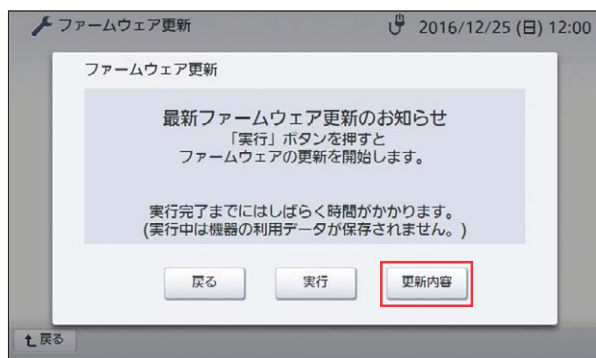 ファームウェア更新
2016/12/25 (日) 12:00
ファームウェア更新
最新ファームウェア更新のお知らせ
「実行」ボタンを押すと
ファームウェアの更新を開始します。
実行完了までにはしばらく時間がかかります。
(実行中は機器の利用データが保存されません。)
戻る
実行
更新内容
戻る